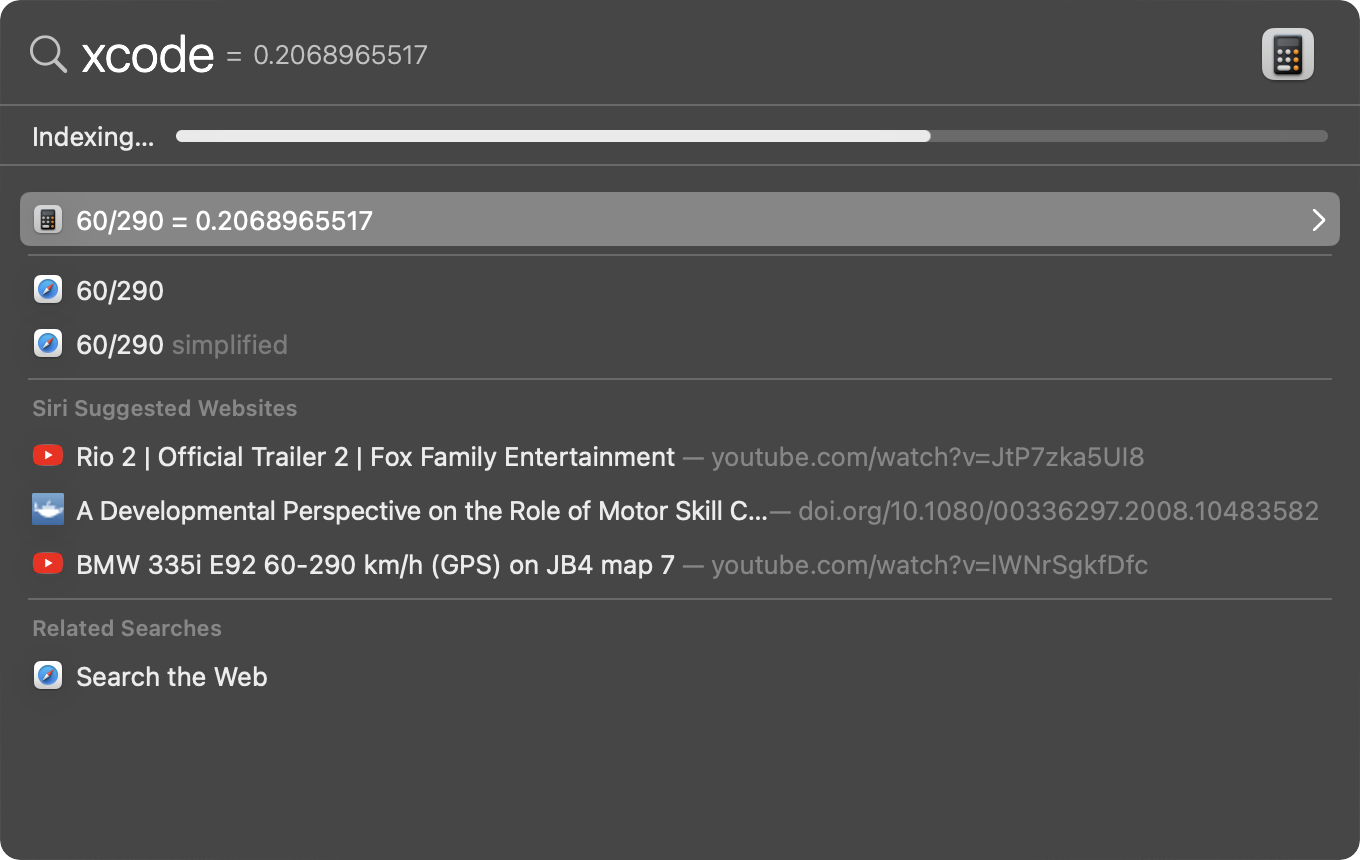 xcode = 0.2068965517
Indexing...
60/290 = 0.2068965517
60/290
60/290 simplified
Siri Suggested Websites
Rio 2 | Official Trailer 2 | Fox Family Entertainment — youtube.com/watch?v=JtP7zka5UI8
A Developmental Perspective on the Role of Motor Skill C...— doi.org/10.1080/00336297.2008.10483582
BMW 335i E92 60-290 km/h (GPS) on JB4 map 7 — youtube.com/watch?v=lWNrSgkfDfc
Related Searches
Search the Web